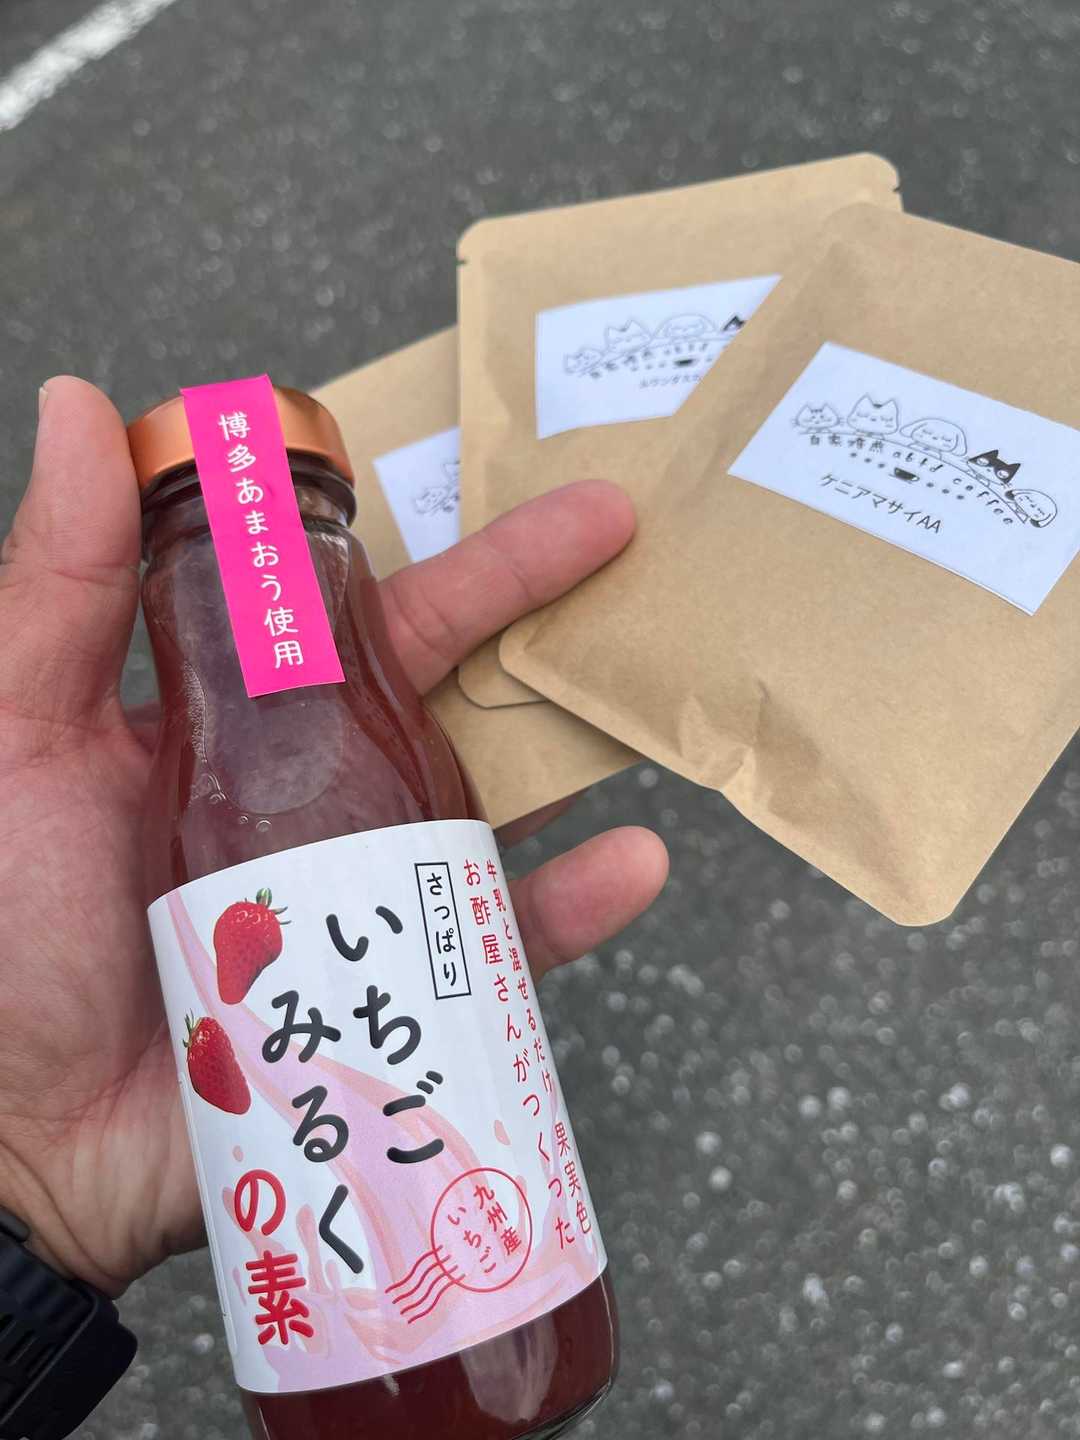 博多あまおう使用
牛乳と混ぜるだけ 果実色
お酢屋さんがつくった
さっぱり
いちご
みるく
の素
九州産
いちご
自家焙煎 obtd coffee
ケニアマサイAA